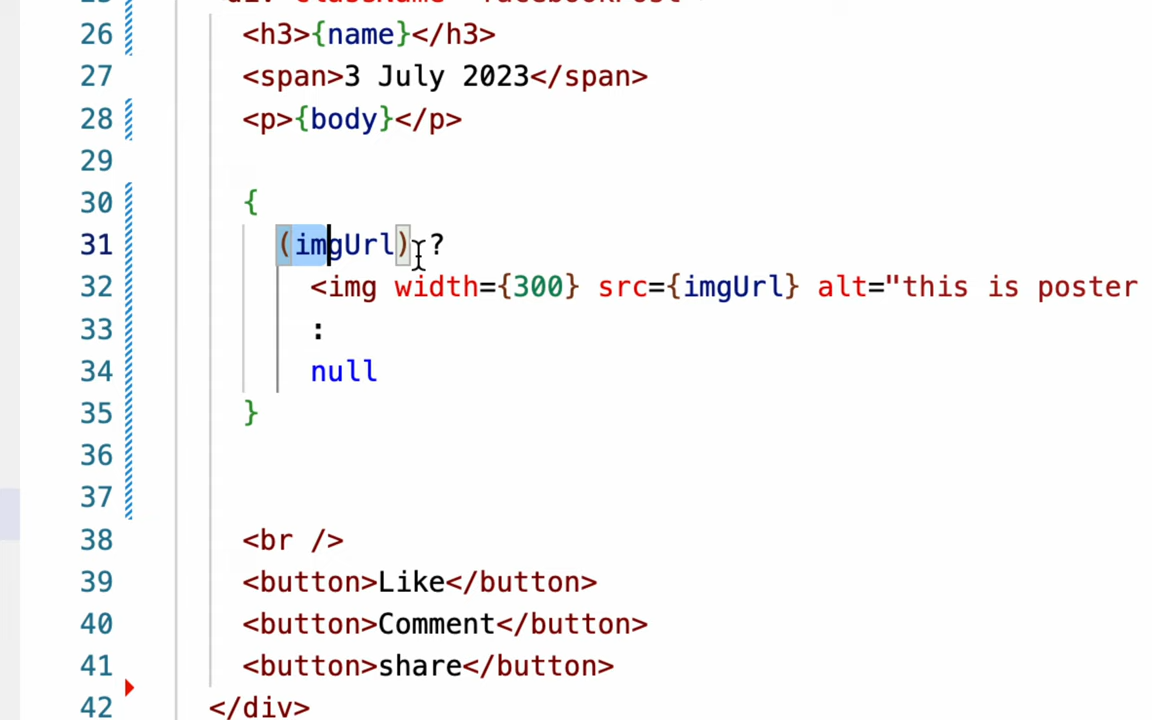 26 <h3>{name}</h3>
27 <span>3 July 2023</span>
28 <p>{body}</p>
29
30 {
31 (imgUrl) ?
32 <img width={300} src={imgUrl} alt="this is poster
33 :
34 null
35 }
36
37
38 <br />
39 <button>Like</button>
40 <button>Comment</button>
41 <button>share</button>
42 </div>